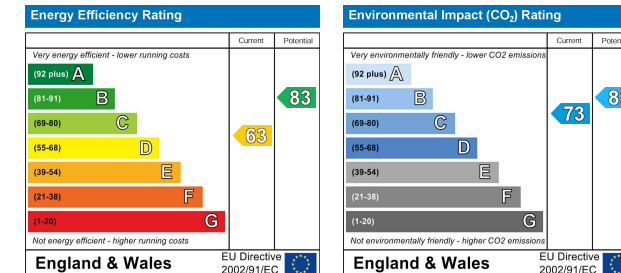 Energy Efficiency Rating
Current
Potential
Very energy efficient - lower running costs
(92 plus) A
(81-91) B
83
(69-80) C
(55-68) D
63
(39-54) E
(21-38) F
(1-20) G
Not energy efficient - higher running costs
England & Wales
EU Directive
2002/91/EC
Environmental Impact (CO₂) Rating
Current
Very environmentally friendly - lower CO2 emissions
(92 plus) A
(81-91) B
(69-80) C
73
(55-68) D
(39-54) E
(21-38) F
(1-20) G
Not environmentally friendly - higher CO2 emissions
England & Wales
EU Directive
2002/91/EC